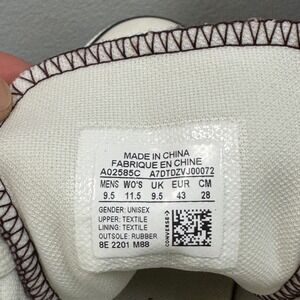 MADE IN CHINA
FABRIQUE EN CHINE
A02585C A7DTDZVJ00072
MENS WO'S UK EUR CM
9.5 11.5 9.5 43 28
GENDER: UNISEX
UPPER: TEXTILE
LINING: TEXTILE
OUTSOLE: RUBBER
BE 2201 M88
CONVERSE